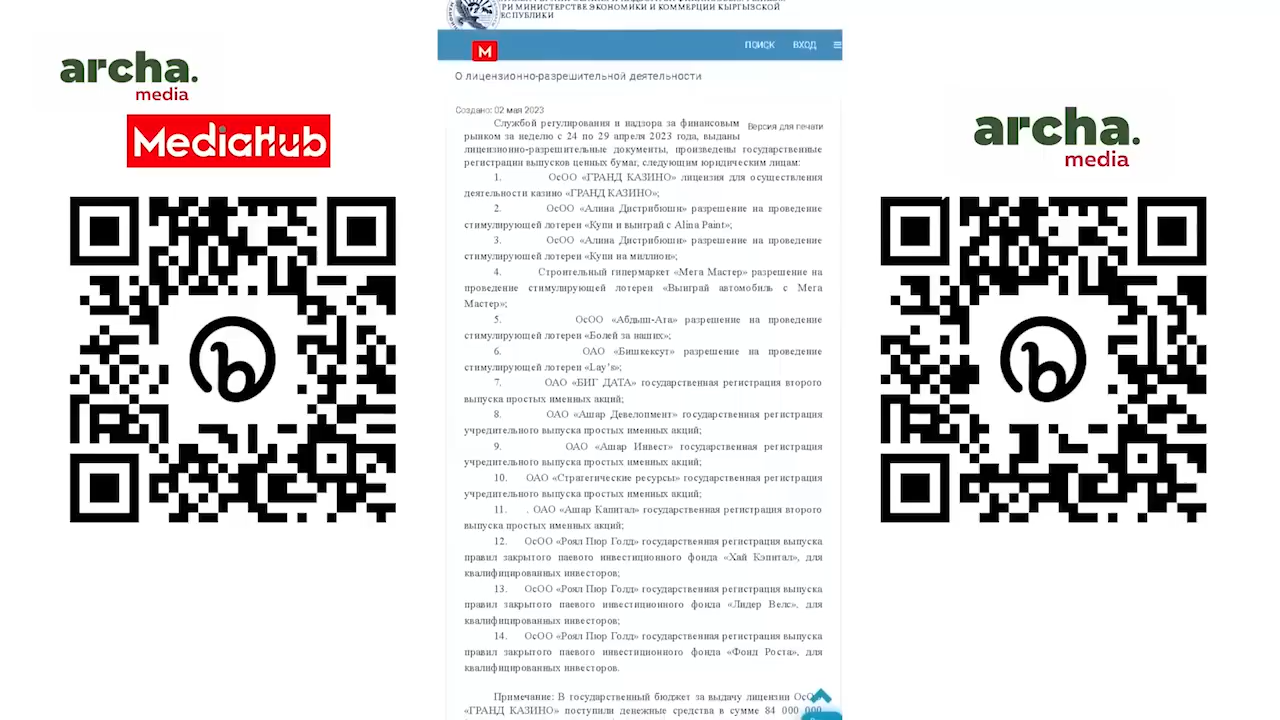 archa.
media
MediaHub
РИ МИНИСТЕРСТВЕ ЭКОНОМИКИ И КОММЕРЦИИ КЫРГЫЗСКОЙ
ЕСПУБЛИКИ
M
ПОИСК ВХОД
О лицензионно-разрешительной деятельности
Создано: 02 мая 2023
Версия для печати
Службой регулирования и надзора за финансовым
рынком за неделю с 24 по 29 апреля 2023 года, выданы
лицензионно-разрешительные документы, произведены государственные
регистрации выпусков ценных бумаг, следующим юридическим лицам:
1. ОсОО «ГРАНД КАЗИНО» лицензия для осуществления
деятельности казино «ГРАНД КАЗИНО»;
2. ОсОО «Алина Дистрибюшн» разрешение на проведение
стимулирующей лотереи «Купи и выиграй с Alina Paint»;
3. ОсОО «Алина Дистрибюшн» разрешение на проведение
стимулирующей лотереи «Купи на миллион»;
4. Строительный гипермаркет «Мега Мастер» разрешение на
проведение стимулирующей лотереи «Выиграй автомобиль с Мега
Мастер»;
5. ОсОО «Абдыш-Ата» разрешение на проведение
стимулирующей лотереи «Болей за наших»;
6. ОАО «Бишкексут» разрешение на проведение
стимулирующей лотереи «Lay's»;
7. ОАО «БИГ ДАТА» государственная регистрация второго
выпуска простых именных акций;
8. ОАО «Ашар Девелопмент» государственная регистрация
учредительного выпуска простых именных акций;
9. ОАО «Ашар Инвест» государственная регистрация
учредительного выпуска простых именных акций;
10. ОАО «Стратегические ресурсы» государственная регистрация
учредительного выпуска простых именных акций;
11. . ОАО «Ашар Капитал» государственная регистрация второго
выпуска простых именных акций;
12. ОсОО «Роял Пюр Голд» государственная регистрация выпуска
правил закрытого паевого инвестиционного фонда «Хай Кэпитал», для
квалифицированных инвесторов;
13. ОсОО «Роял Пюр Голд» государственная регистрация выпуска
правил закрытого паевого инвестиционного фонда «Лидер Велс», для
квалифицированных инвесторов;
14. ОсОО «Роял Пюр Голд» государственная регистрация выпуска
правил закрытого паевого инвестиционного фонда «Фонд Роста», для
квалифицированных инвесторов.
Примечание: В государственный бюджет за выдачу лицензии ОсОО
«ГРАНД КАЗИНО» поступили денежные средства в сумме 84 000 000
archa.
media